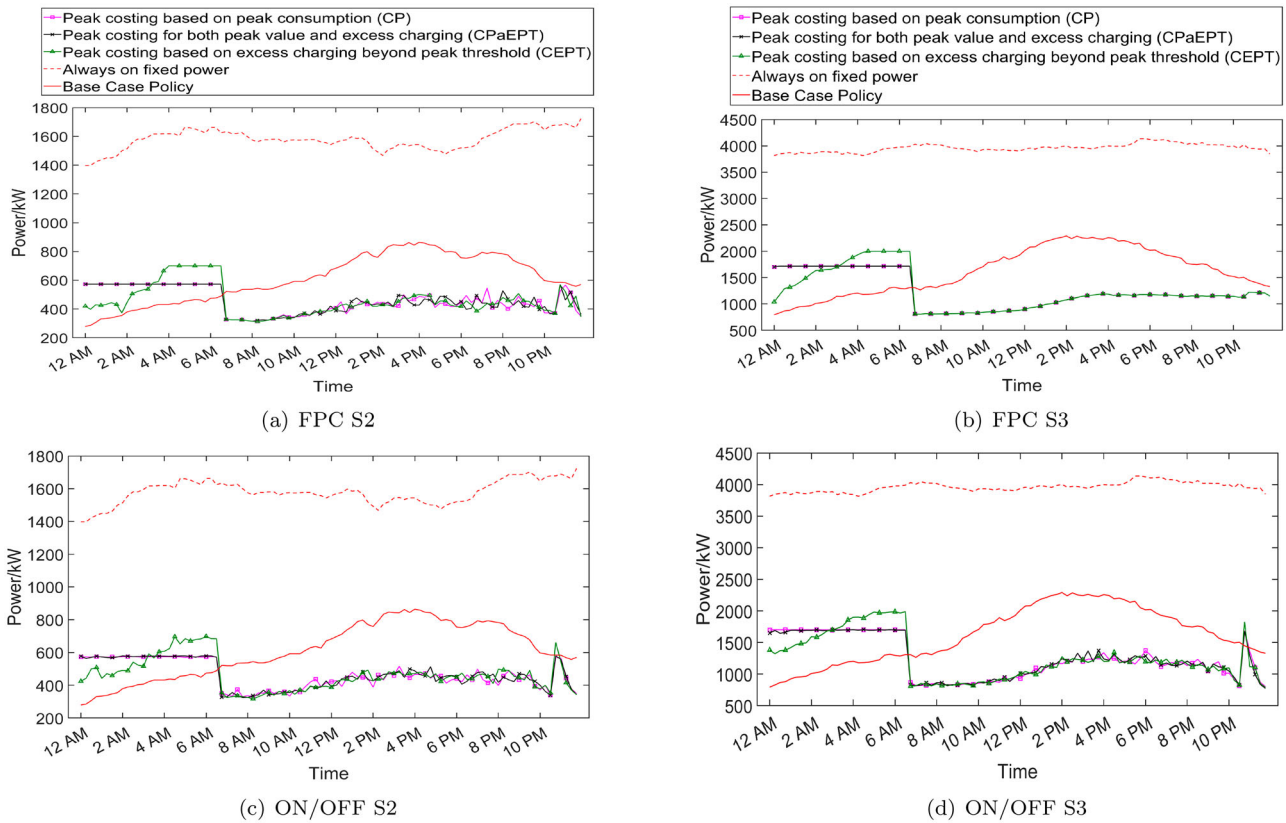 Peak costing based on peak consumption (CP)
Peak costing for both peak value and excess charging (CPaEPT)
Peak costing based on excess charging beyond peak threshold (CEPT)
Always on fixed power
Base Case Policy
1800
1600
1400
1200
1000
800
600
400
200
Power/kW
12 AM
2 AM
4 AM
6 AM
8 AM
10 AM
12 PM
2 PM
4 PM
6 PM
8 PM
10 PM
Time
(a) FPC S2
Peak costing based on peak consumption (CP)
Peak costing for both peak value and excess charging (CPaEPT)
Peak costing based on excess charging beyond peak threshold (CEPT)
Always on fixed power
Base Case Policy
4500
4000
3500
3000
2500
2000
1500
1000
500
Power/kW
12 AM
2 AM
4 AM
6 AM
8 AM
10 AM
12 PM
2 PM
4 PM
6 PM
8 PM
10 PM
Time
(b) FPC S3
1800
1600
1400
1200
1000
800
600
400
200
Power/kW
12 AM
2 AM
4 AM
6 AM
8 AM
10 AM
12 PM
2 PM
4 PM
6 PM
8 PM
10 PM
Time
(c) ON/OFF S2
4500
4000
3500
3000
2500
2000
1500
1000
500
Power/kW
12 AM
2 AM
4 AM
6 AM
8 AM
10 AM
12 PM
2 PM
4 PM
6 PM
8 PM
10 PM
Time
(d) ON/OFF S3